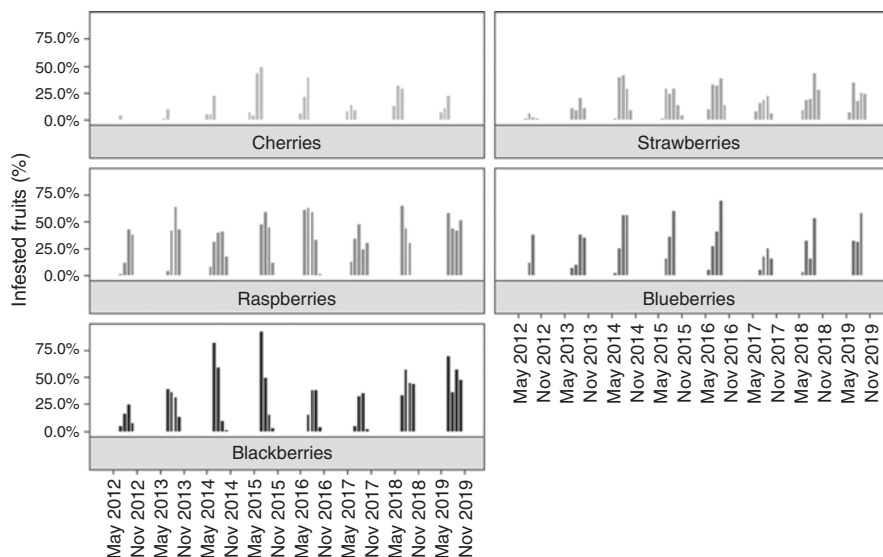 Infested fruits (%)
75.0%
50.0%
25.0%
0.0%
Cherries
Strawberries
75.0%
50.0%
25.0%
0.0%
Raspberries
Blueberries
75.0%
50.0%
25.0%
0.0%
Blackberries
May 2012
Nov 2012
May 2013
Nov 2013
May 2014
Nov 2014
May 2015
Nov 2015
May 2016
Nov 2016
May 2017
Nov 2017
May 2018
Nov 2018
May 2019
Nov 2019
May 2012
Nov 2012
May 2013
Nov 2013
May 2014
Nov 2014
May 2015
Nov 2015
May 2016
Nov 2016
May 2017
Nov 2017
May 2018
Nov 2018
May 2019
Nov 2019